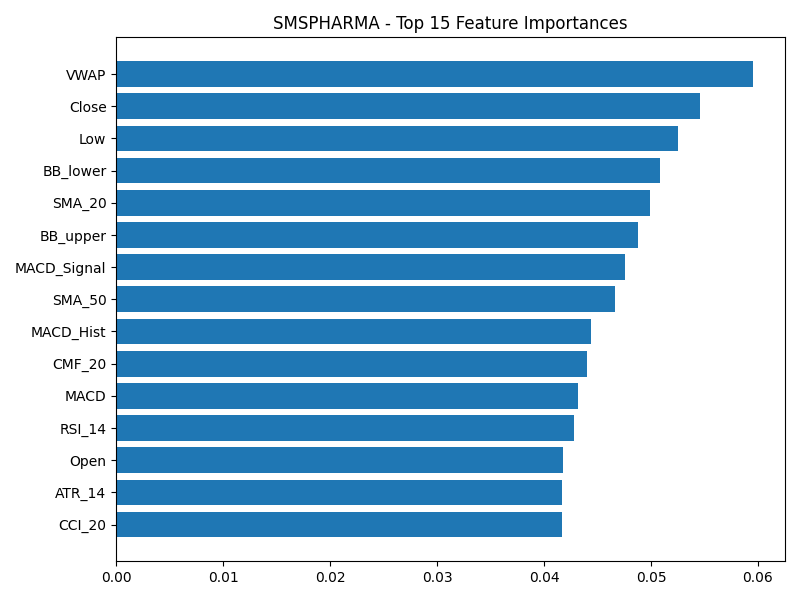 SMSPHARMA - Top 15 Feature Importances
VWAP
Close
Low
BB_lower
SMA_20
BB_upper
MACD_Signal
SMA_50
MACD_Hist
CMF_20
MACD
RSI_14
Open
ATR_14
CCI_20
0.00 0.01 0.02 0.03 0.04 0.05 0.06